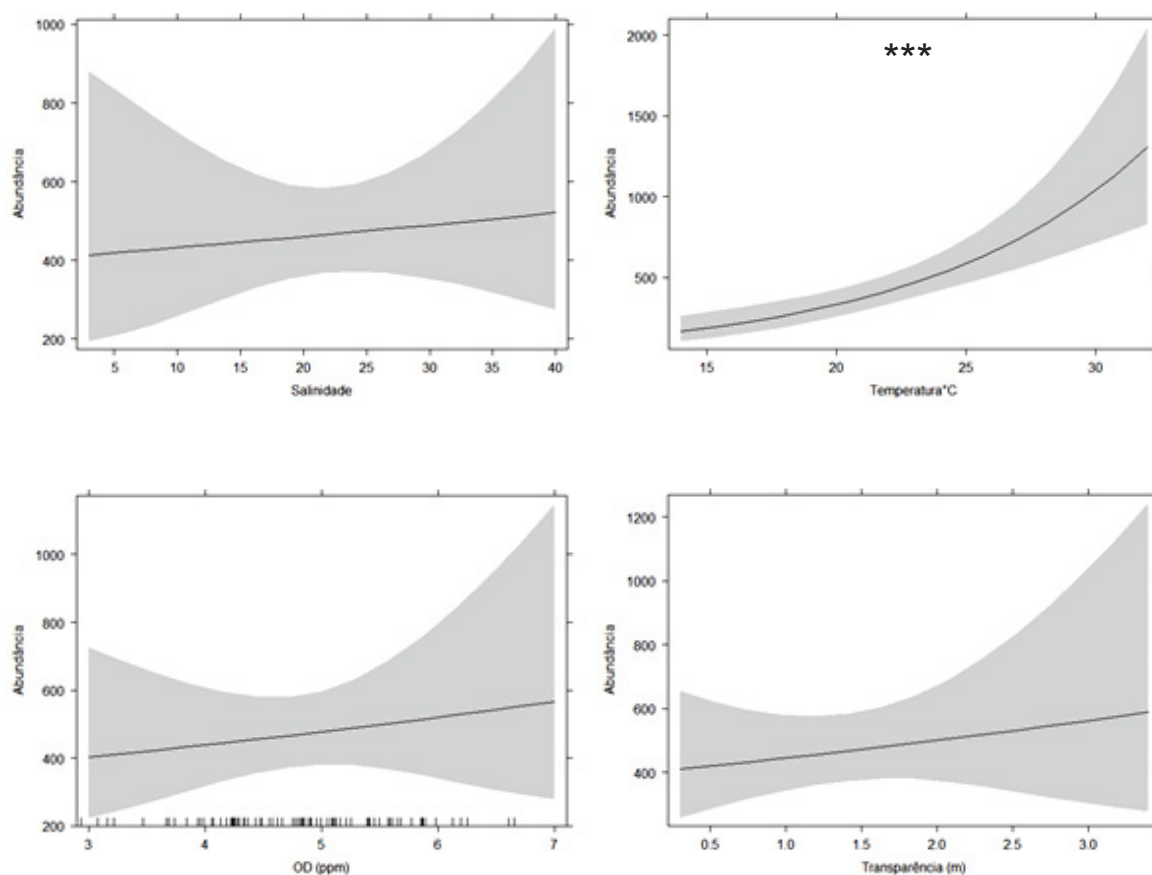 1000
800
600
400
200
Abundância
5 10 15 20 25 30 35 40
Salinidade
***
2000
1500
1000
500
Abundância
15 20 25 30
Temperatura°C
1000
800
600
400
200
Abundância
3 4 5 6 7
OD (ppm)
1200
1000
800
600
400
Abundância
0.5 1.0 1.5 2.0 2.5 3.0
Transparência (m)